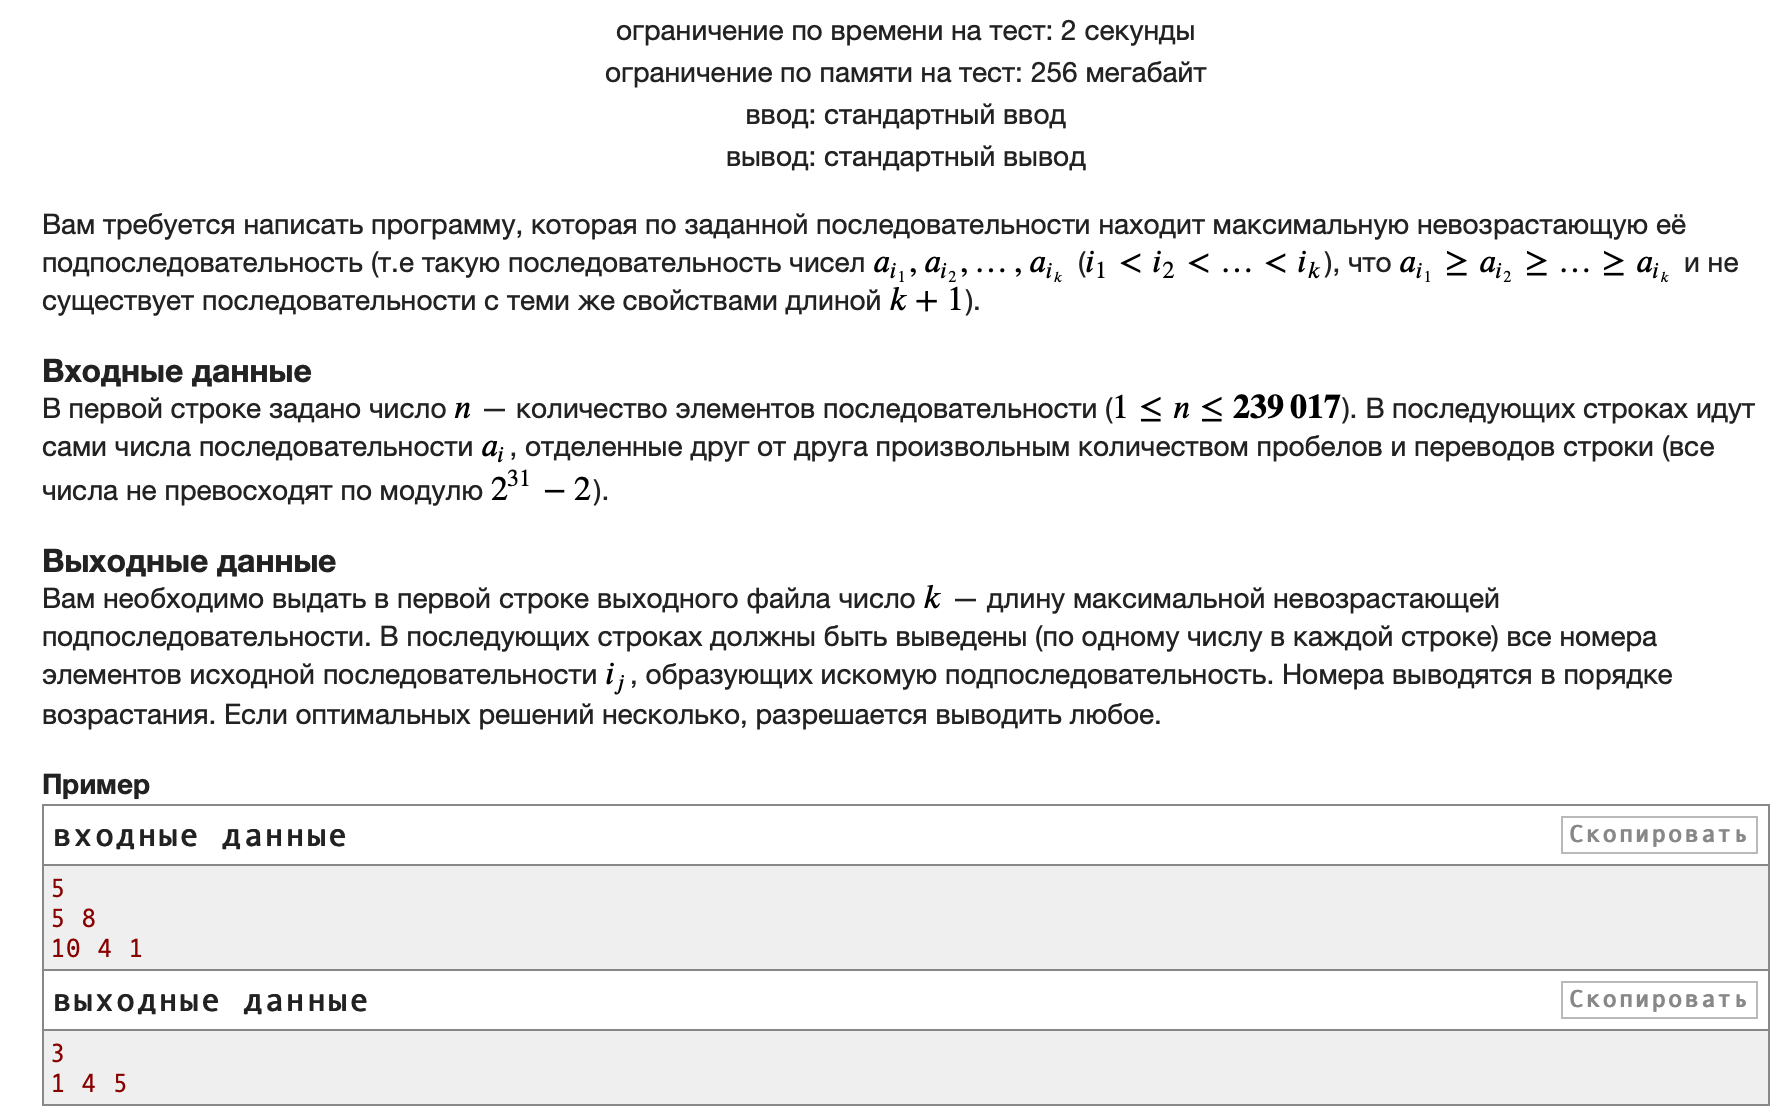 ограничение по времени на тест: 2 секунды
ограничение по памяти на тест: 256 мегабайт
ввод: стандартный ввод
вывод: стандартный вывод
Вам требуется написать программу, которая по заданной последовательности находит максимальную невозрастающую её
подпоследовательность (т.е такую последовательность чисел $a_{i_1}, a_{i_2}, \ldots, a_{i_k}$ ($i_1 < i_2 < \ldots < i_k$), что $a_{i_1} \geq a_{i_2} \geq \ldots \geq a_{i_k}$ и не
существует последовательности с теми же свойствами длиной $k + 1$).
Входные данные
В первой строке задано число $n$ — количество элементов последовательности ($1 \leq n \leq \mathbf{239\,017}$). В последующих строках идут
сами числа последовательности $a_i$, отделенные друг от друга произвольным количеством пробелов и переводов строки (все
числа не превосходят по модулю $2^{31} - 2$).
Выходные данные
Вам необходимо выдать в первой строке выходного файла число $k$ — длину максимальной невозрастающей
подпоследовательности. В последующих строках должны быть выведены (по одному числу в каждой строке) все номера
элементов исходной последовательности $i_j$, образующих искомую подпоследовательность. Номера выводятся в порядке
возрастания. Если оптимальных решений несколько, разрешается выводить любое.
Пример
входные данные
Скопировать
5
5 8
10 4 1
выходные данные
Скопировать
3
1 4 5